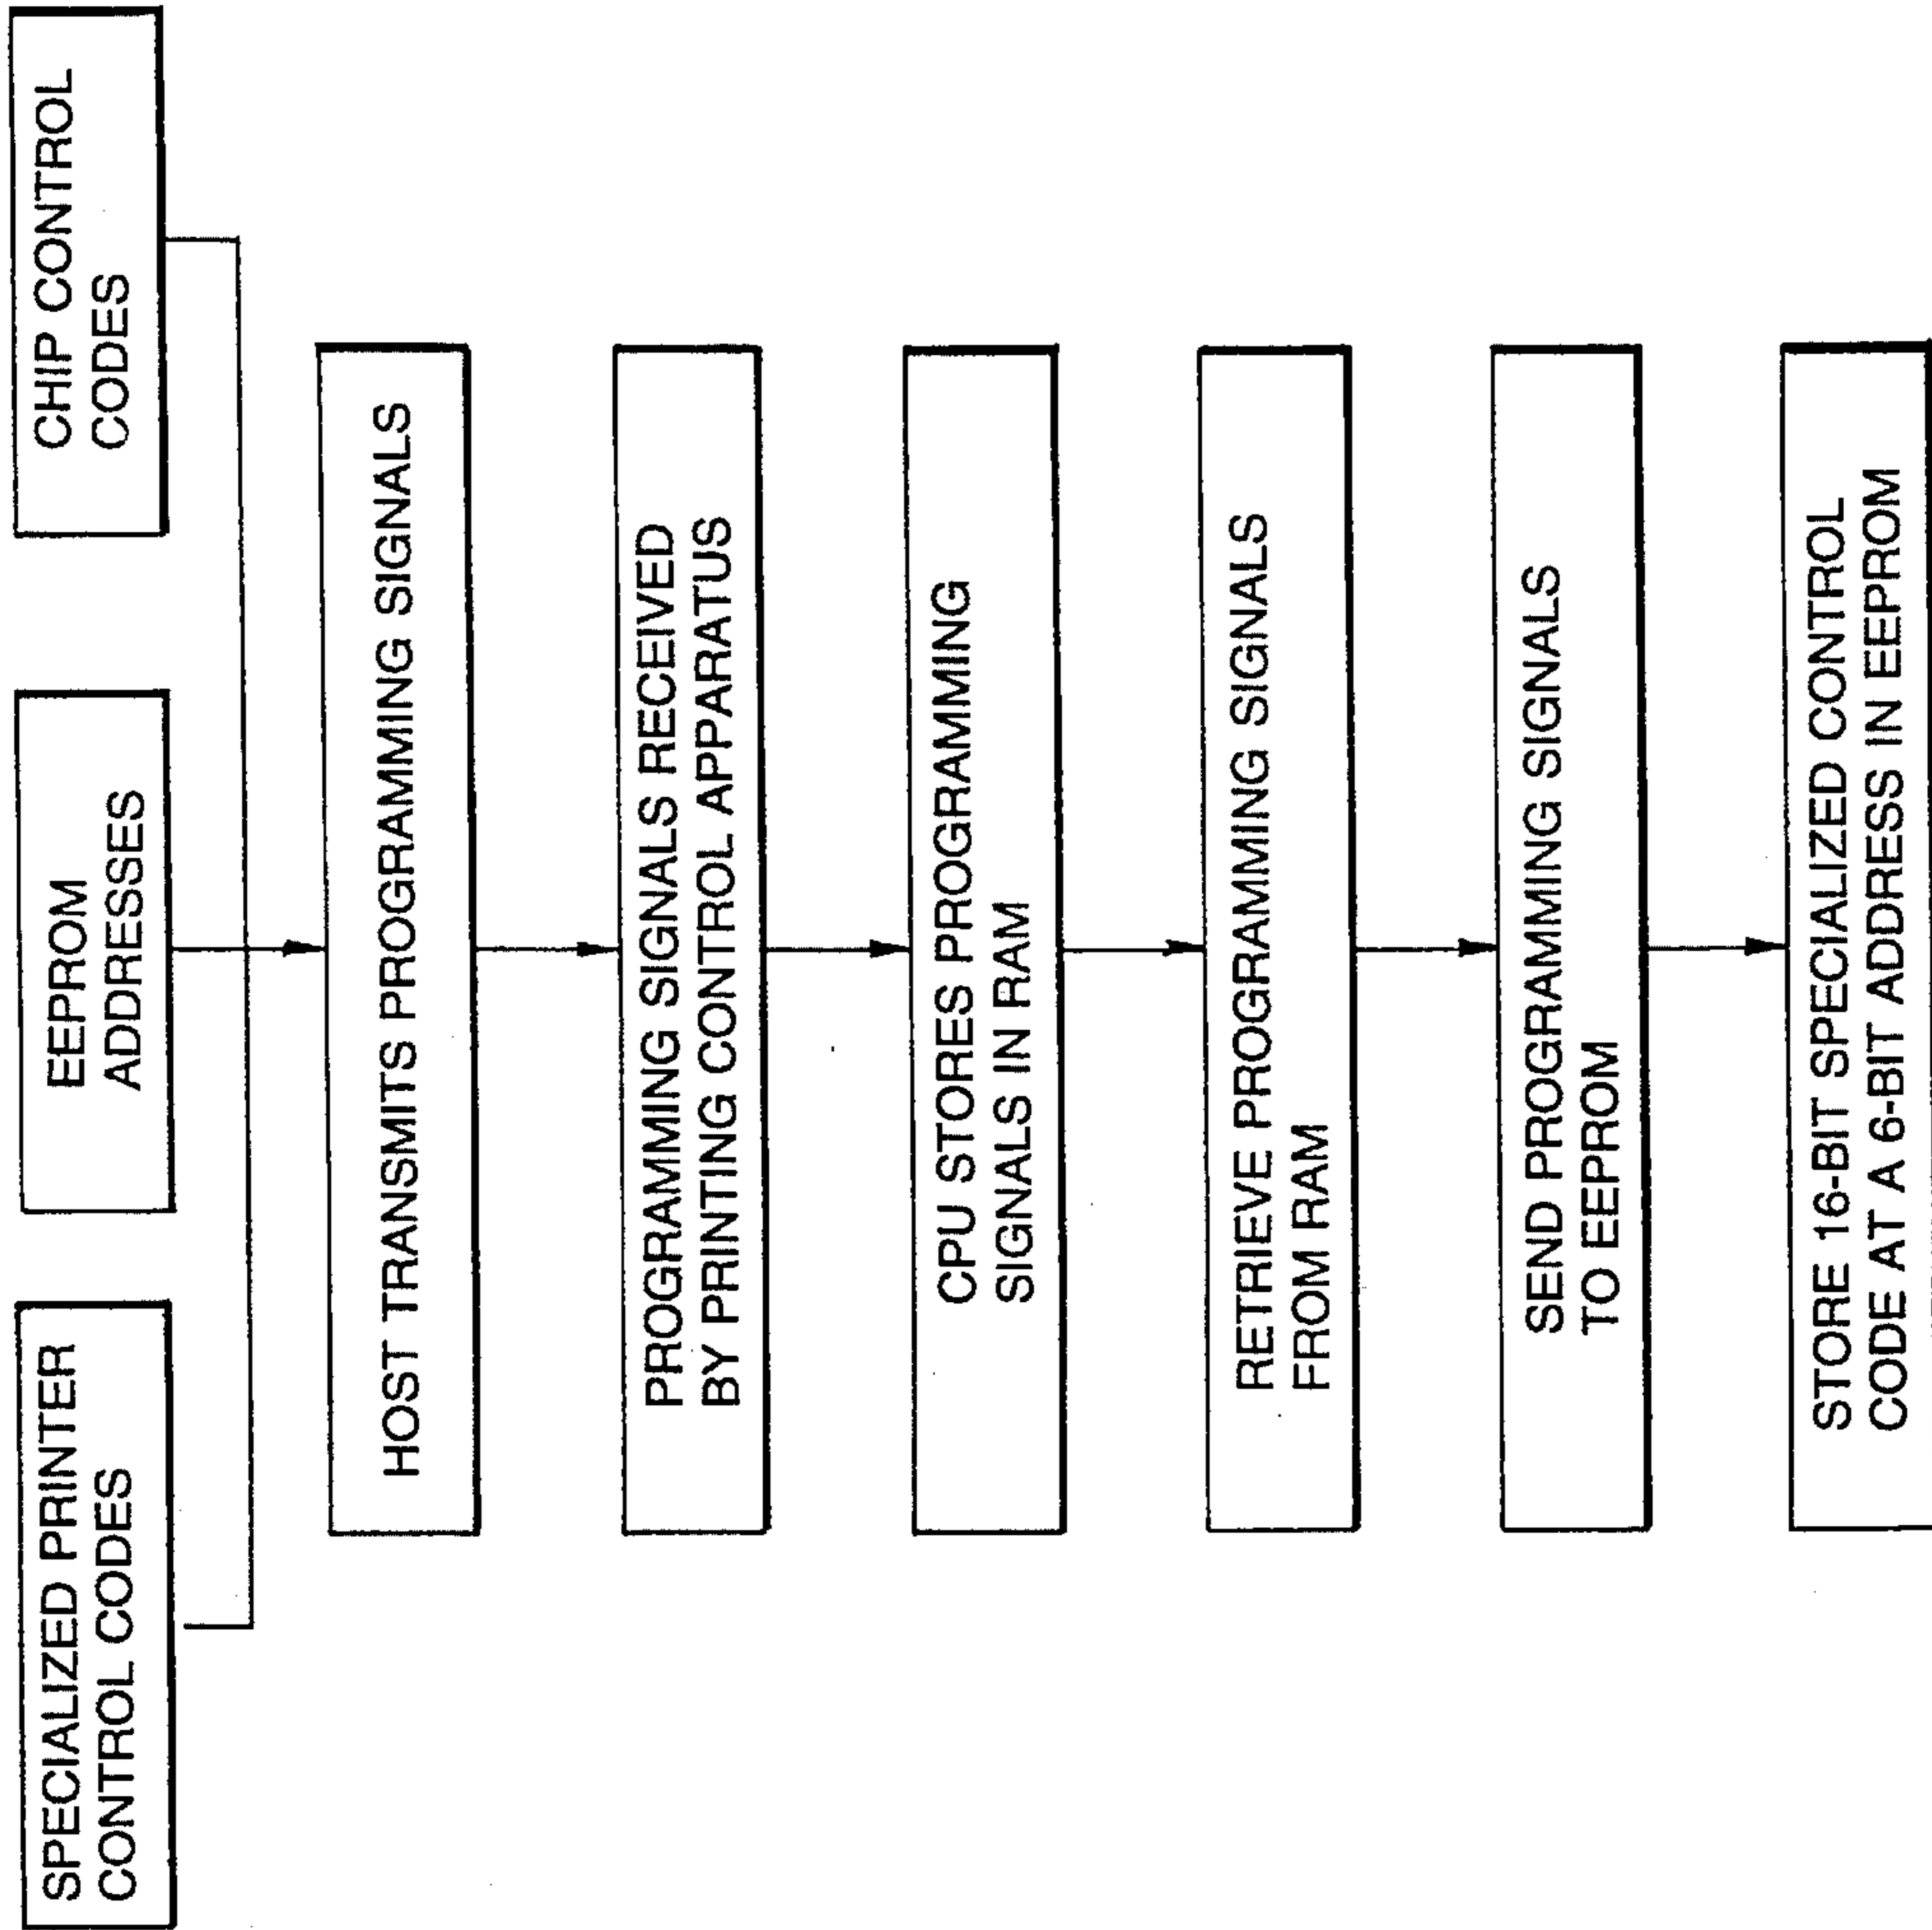 SPECIALIZED PRINTER
CONTROL CODES
EEPROM
ADDRESSES
CHIP CONTROL
CODES
HOST TRANSMITS PROGRAMMING SIGNALS
PROGRAMMING SIGNALS RECEIVED
BY PRINTING CONTROL APPARATUS
CPU STORES PROGRAMMING
SIGNALS IN RAM
RETRIEVE PROGRAMMING SIGNALS
FROM RAM
SEND PROGRAMMING SIGNALS
TO EEPROM
STORE 16-BIT SPECIALIZED CONTROL
CODE AT A 6-BIT ADDRESS IN EEPROM